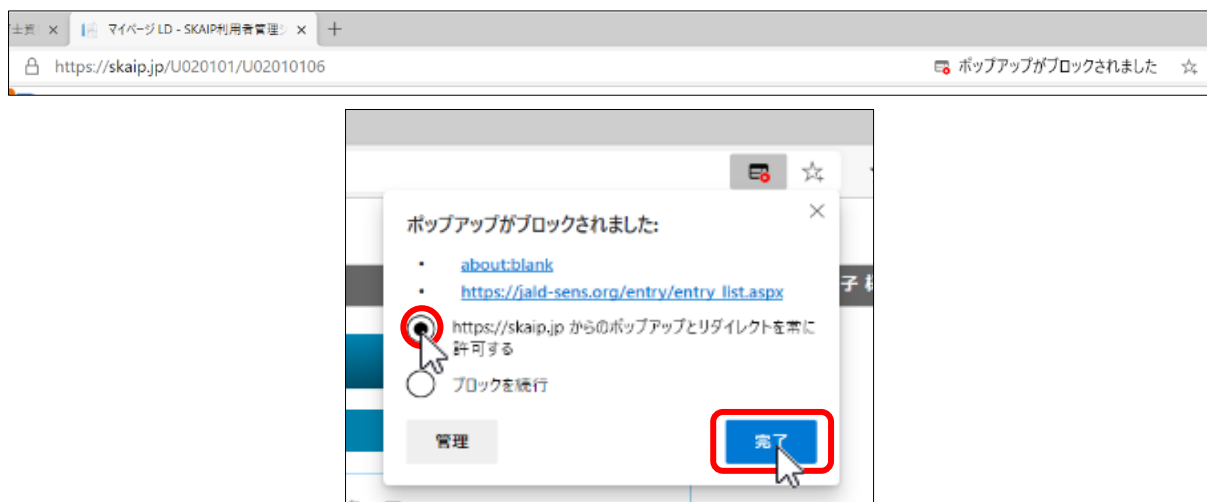 士資
マイページ LD - SKAIP利用者管理シ
https://skaip.jp/U020101/U02010106
ポップアップがブロックされました
ポップアップがブロックされました:
about:blank
https://jald-sens.org/entry/entry_list.aspx
子 様
https://skaip.jp からのポップアップとリダイレクトを常に
許可する
ブロックを続行
管理
完了